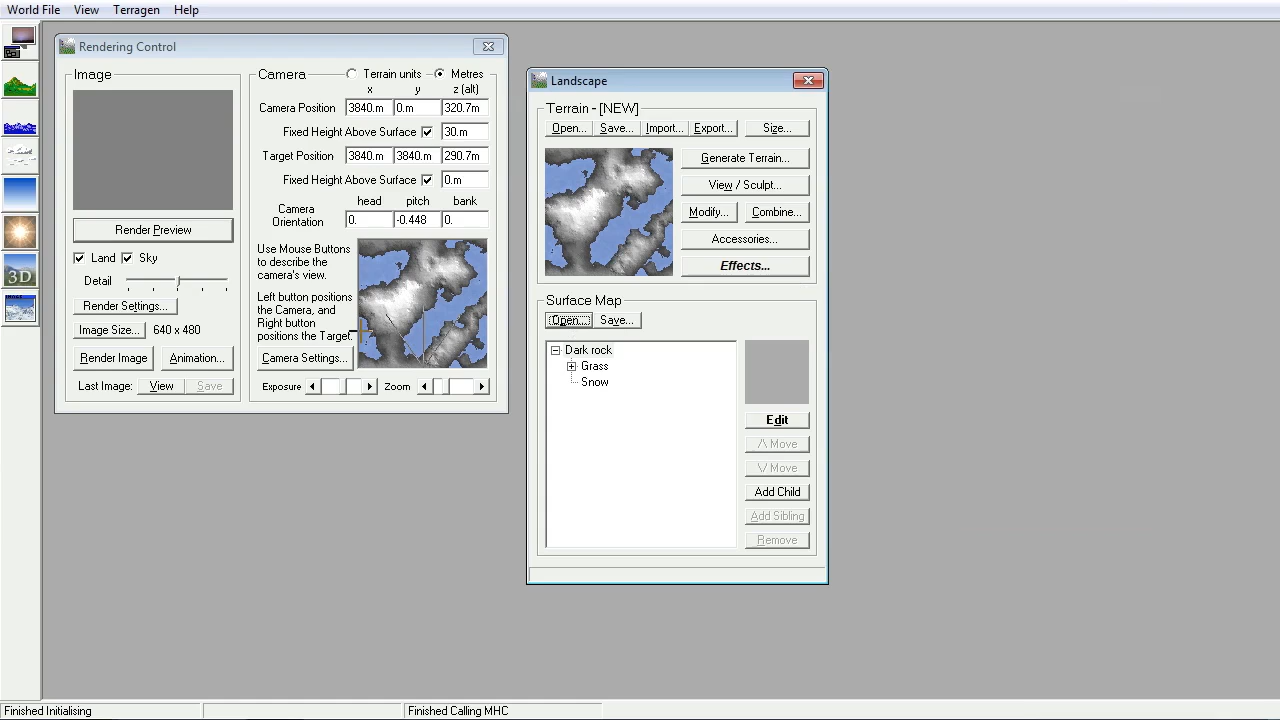 World File View Terragen Help
Rendering Control
Image
Render Preview
Land Sky
Detail
Render Settings...
Image Size... 640 x 480
Render Image Animation...
Last Image: View Save
Camera Terrain units Metres
x y z (alt)
Camera Position 3840.m 0.m 320.7m
Fixed Height Above Surface 30.m
Target Position 3840.m 3840.m 290.7m
Fixed Height Above Surface 0.m
head pitch bank
Camera Orientation 0. -0.448 0.
Use Mouse Buttons
to describe the
camera's view.
Left button positions
the Camera, and
Right button
positions the Target.
Camera Settings...
Exposure Zoom
Landscape
Terrain - [NEW]
Open... Save... Import... Export... Size...
Generate Terrain...
View / Sculpt...
Modify... Combine...
Accessories...
Effects...
Surface Map
Open... Save...
Dark rock
Grass
Snow
Edit
/\ Move
\/ Move
Add Child
Add Sibling
Remove
3D
IMAGE
Finished Initialising
Finished Calling MHC